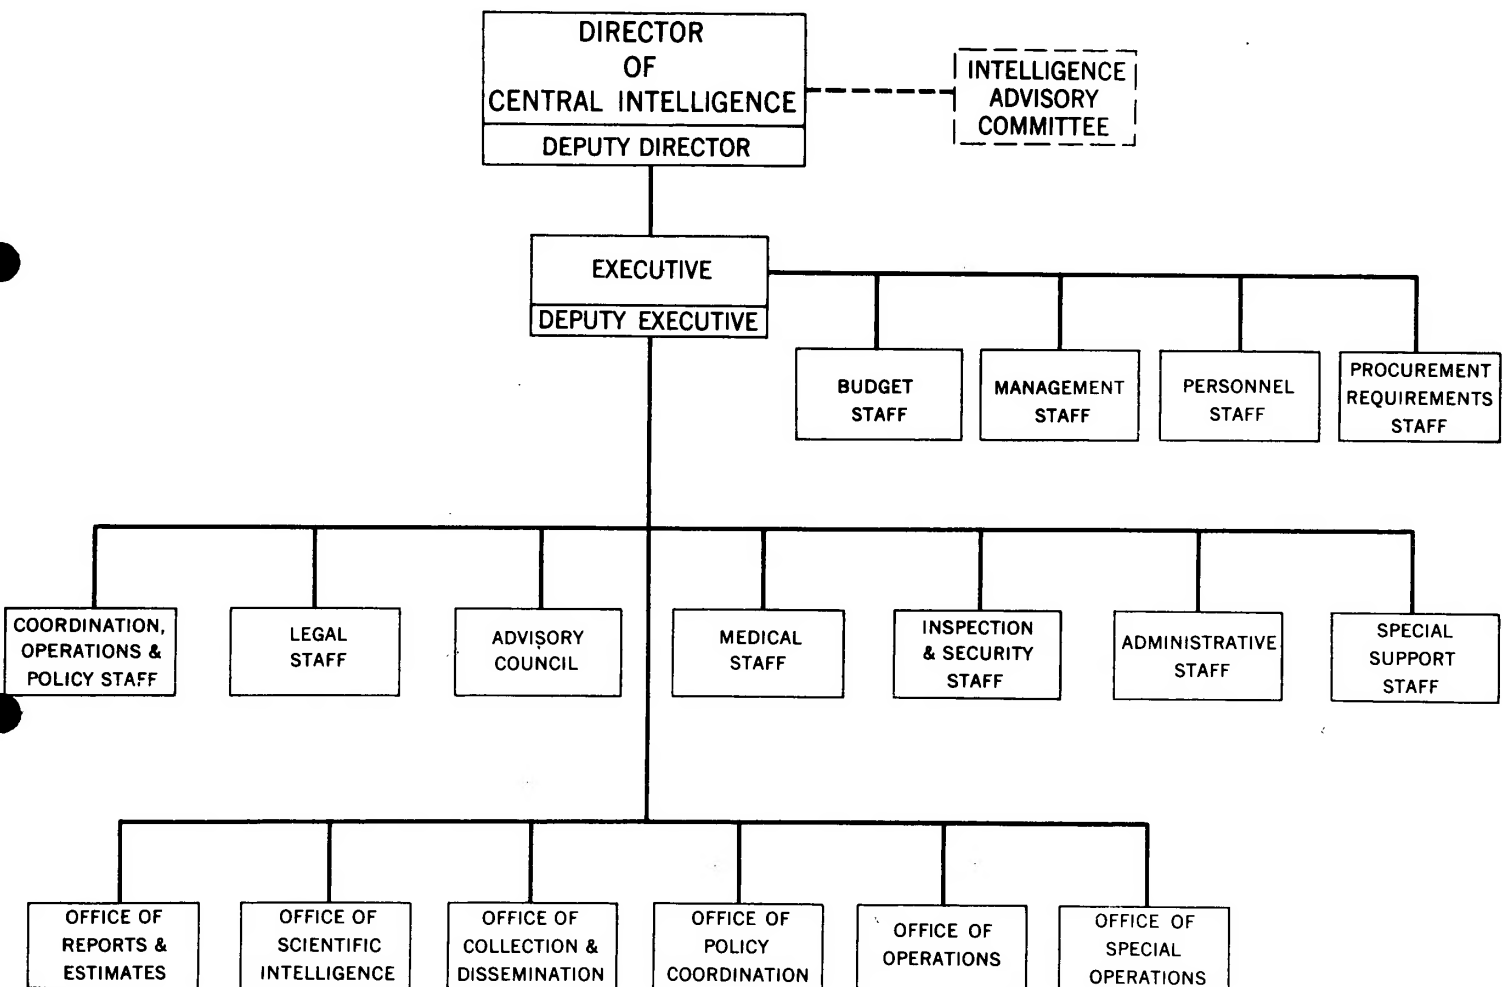 DIRECTOR
OF
CENTRAL INTELLIGENCE
DEPUTY DIRECTOR
INTELLIGENCE
ADVISORY
COMMITTEE
EXECUTIVE
DEPUTY EXECUTIVE
BUDGET
STAFF
MANAGEMENT
STAFF
PERSONNEL
STAFF
PROCUREMENT
REQUIREMENTS
STAFF
COORDINATION,
OPERATIONS &
POLICY STAFF
LEGAL
STAFF
ADVISORY
COUNCIL
MEDICAL
STAFF
INSPECTION
& SECURITY
STAFF
ADMINISTRATIVE
STAFF
SPECIAL
SUPPORT
STAFF
OFFICE OF
REPORTS &
ESTIMATES
OFFICE OF
SCIENTIFIC
INTELLIGENCE
OFFICE OF
COLLECTION &
DISSEMINATION
OFFICE OF
POLICY
COORDINATION
OFFICE OF
OPERATIONS
OFFICE OF
SPECIAL
OPERATIONS